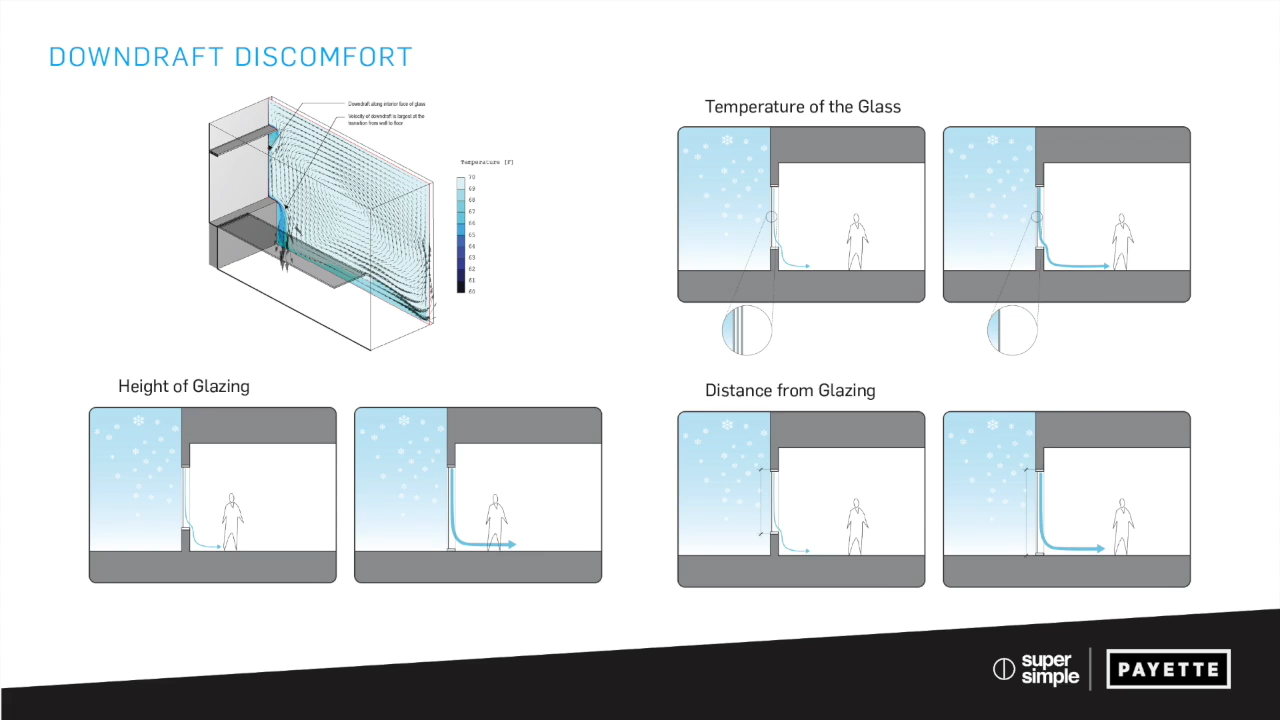 DOWNDRAFT DISCOMFORT
Downdraft along interior face of glass
Velocity of downdraft is largest at the
transition from wall to floor
Temperature [F]
70
69
68
67
66
65
64
63
62
61
60
Temperature of the Glass
Height of Glazing
Distance from Glazing
super
simple
PAYETTE